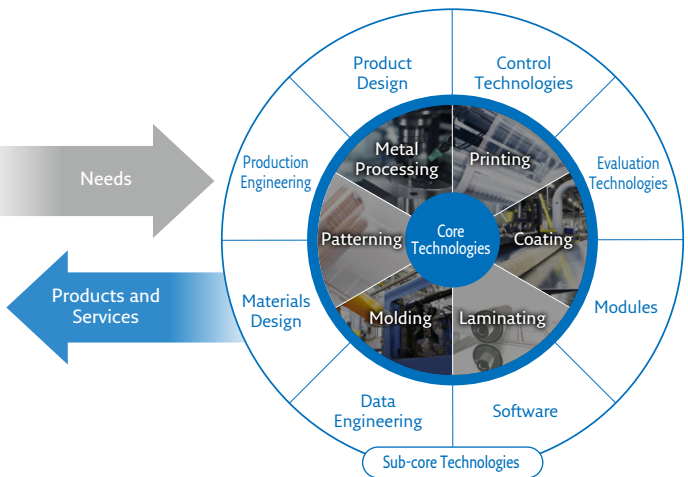 Product
Design
Control
Technologies
Production
Engineering
Evaluation
Technologies
Needs
Metal
Processing
Printing
Patterning
Core
Technologies
Coating
Products and
Services
Materials
Design
Molding
Laminating
Modules
Data
Engineering
Software
Sub-core Technologies